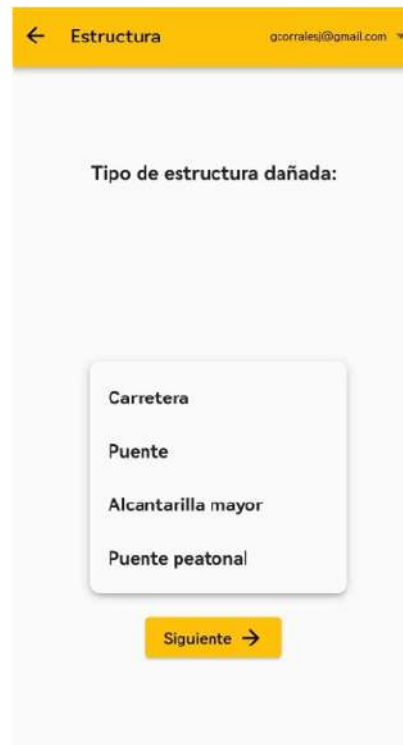 Estructura
gcorralesj@gmail.com
Tipo de estructura dañada:
Carretera
Puente
Alcantarilla mayor
Puente peatonal
Siguiente